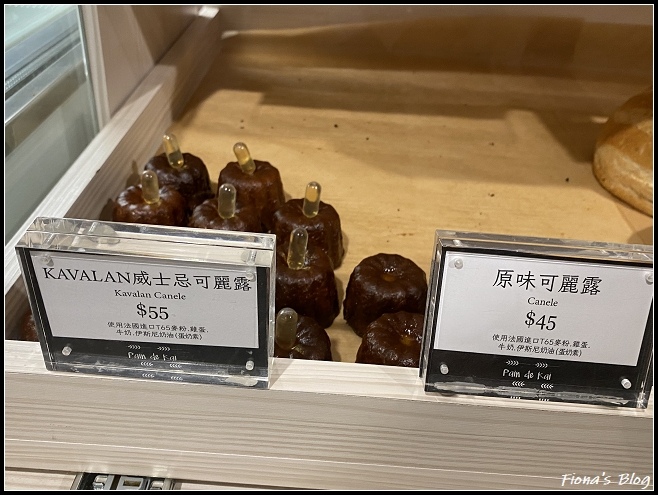 KAVALAN威士忌可麗露
Kavalan Canele
$55
使用法國進口T65麥粉.雞蛋.
牛奶.伊斯尼奶油(蛋奶素)
Pain de Kai
原味可麗露
Canele
$45
使用法國進口T65麥粉.雞蛋.
牛奶.伊斯尼奶油(蛋奶素)
Pain de Kai
Fiona's Blog